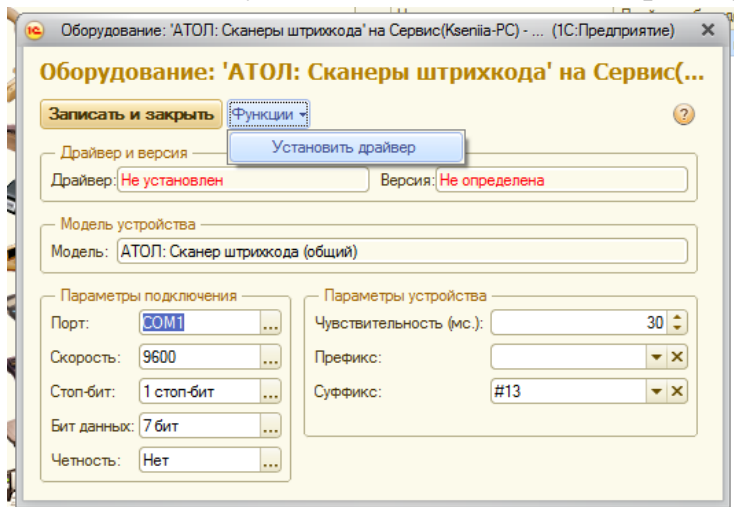 Оборудование: 'АТОЛ: Сканеры штрихкода' на Сервис(Kseniia-PC) - ... (1С:Предприятие)
Оборудование: 'АТОЛ: Сканеры штрихкода' на Сервис(...
Записать и закрыть Функции
?
Установить драйвер
Драйвер и версия
Драйвер: Не установлен Версия: Не определена
Модель устройства
Модель: АТОЛ: Сканер штрихкода (общий)
Параметры подключения
Порт: COM1 ...
Скорость: 9600 ...
Стоп-бит: 1 стоп-бит ...
Бит данных: 7 бит ...
Четность: Нет ...
Параметры устройства
Чувствительность (мс.): 30
Префикс:
Суффикс: #13